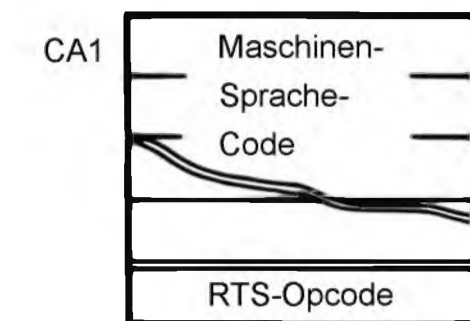 CA1
Maschinen-
Sprache-
Code
RTS-Opcode